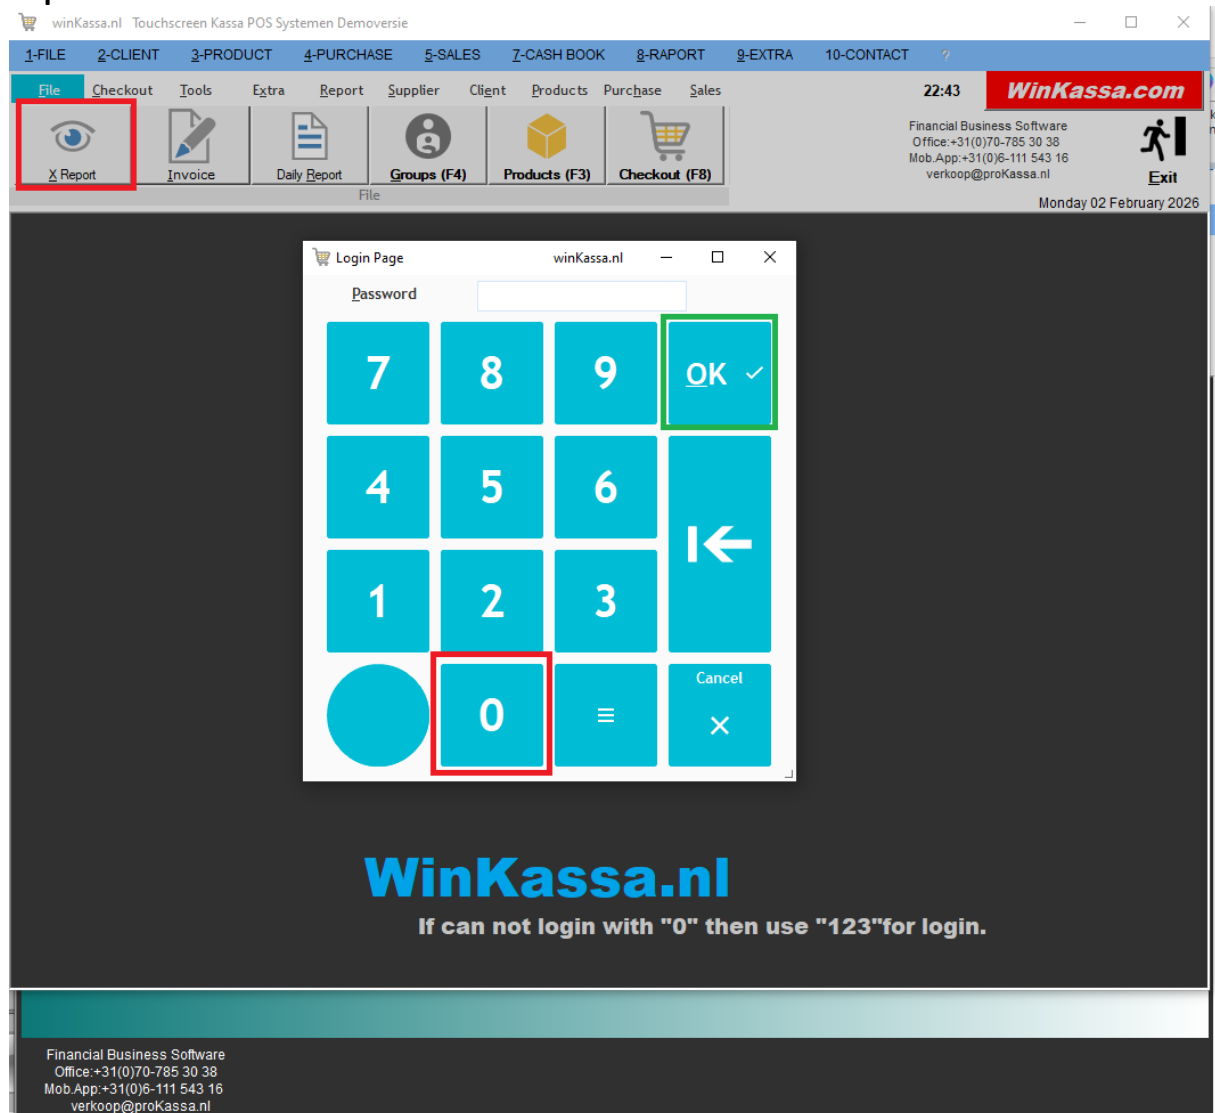 winKassa.nl Touchscreen Kassa POS Systemen Demoversie
1-FILE 2-CLIENT 3-PRODUCT 4-PURCHASE 5-SALES 7-CASH BOOK 8-RAPORT 9-EXTRA 10-CONTACT ?
File Checkout Tools Extra Report Supplier Client Products Purchase Sales 22:43 WinKassa.com
X Report Invoice Daily Report Groups (F4) Products (F3) Checkout (F8)
File
Financial Business Software
Office:+31(0)70-785 30 38
Mob.App:+31(0)6-111 543 16
verkoop@proKassa.nl
Exit
Monday 02 February 2026
Login Page winKassa.nl
Password
7 8 9 OK
4 5 6
1 2 3
0 Cancel
WinKassa.nl
If can not login with "0" then use "123"for login.
Financial Business Software
Office:+31(0)70-785 30 38
Mob.App:+31(0)6-111 543 16
verkoop@proKassa.nl